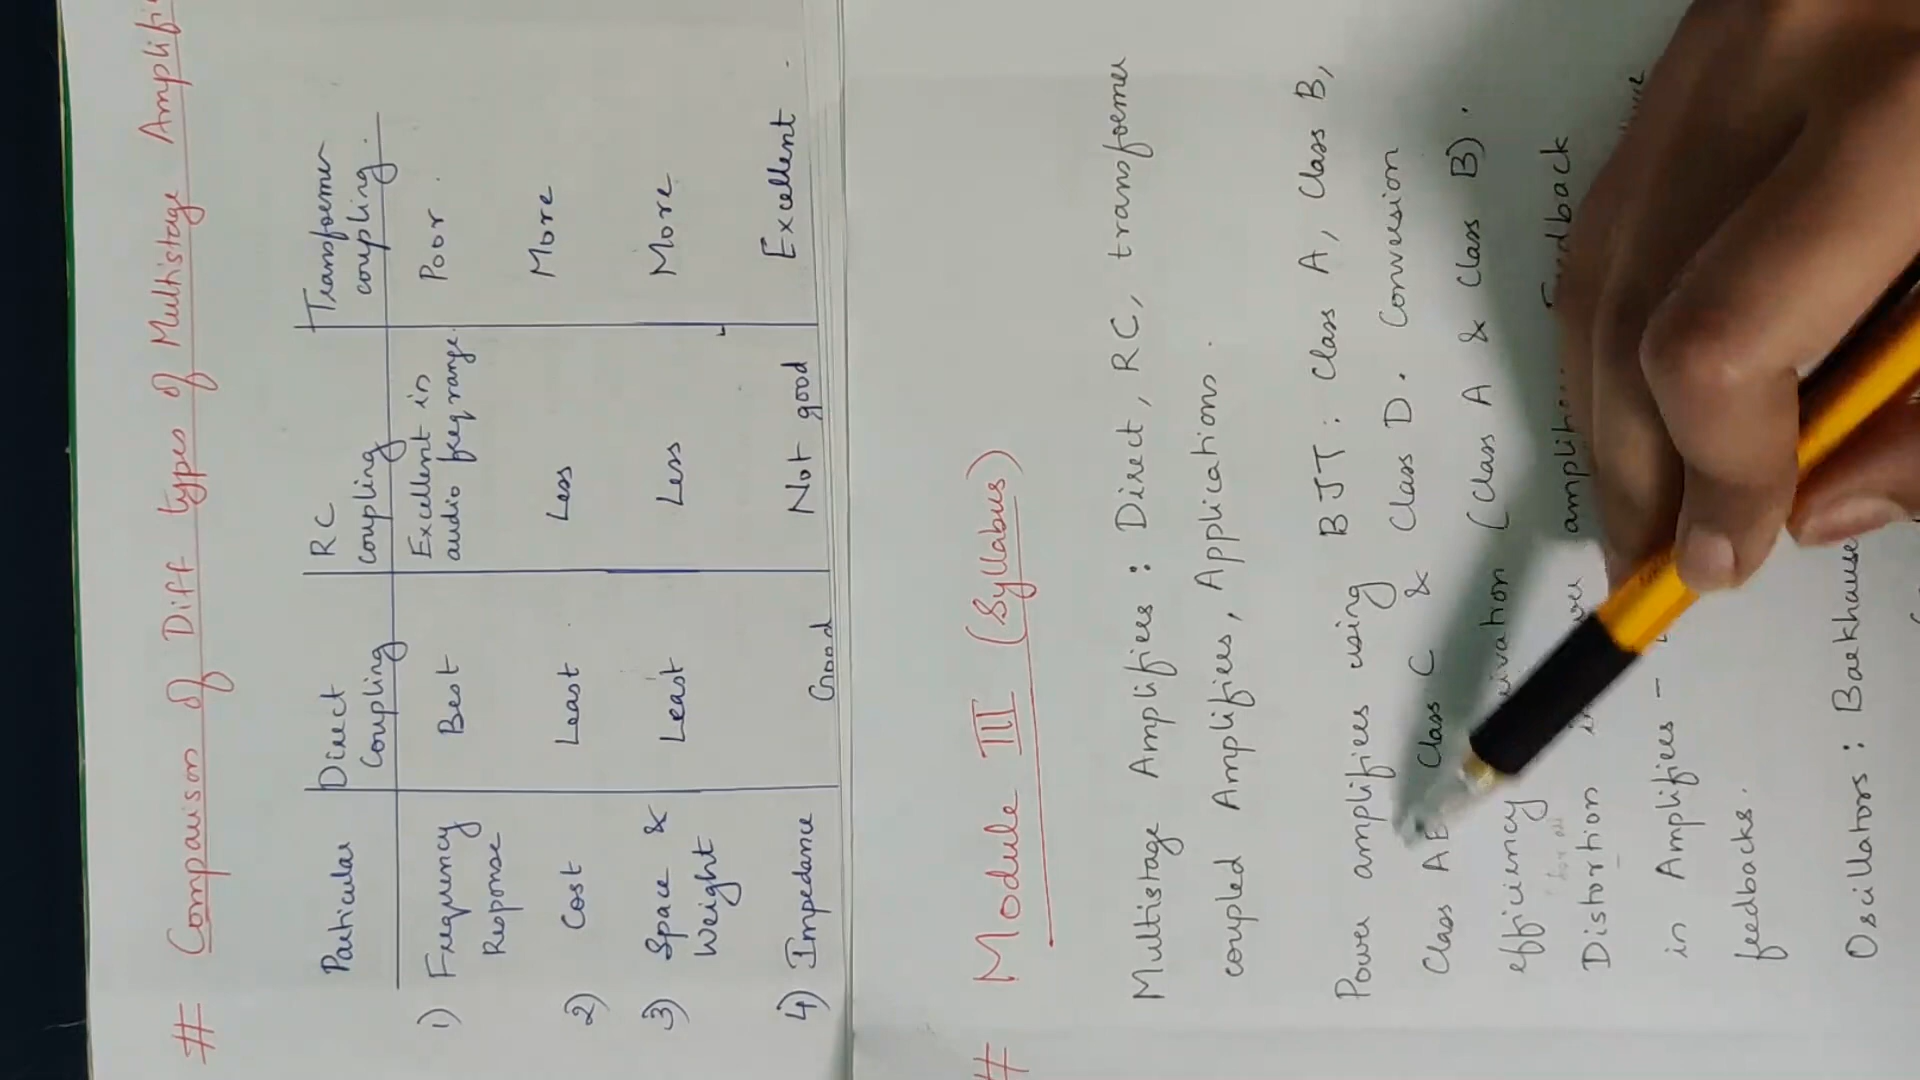 # Comparison of Diff types of Multistage
Particular Direct Coupling RC coupling Transformer coupling.
1) Frequency Response Best Excellent in audio freq range. Poor.
2) Cost Least Less More
3) Space & Weight Least Less More
4) Impedance Good Not good Excellent
# Module III (Syllabus)
Multistage Amplifiers : Direct, RC, transformer
coupled Amplifiers, Applications.
Power amplifiers using BJT : Class A, Class B,
Class Class C & Class D. Conversion
efficiency (Class A & Class B).
Distortion
in Amplifiers -
feedbacks.
Oscillators : Barkhause